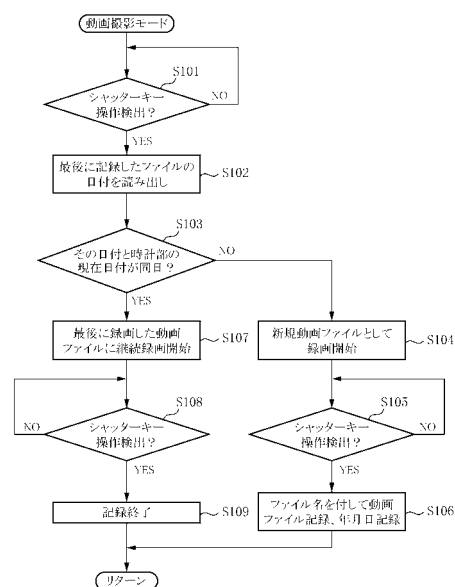 動画撮影モード
S101
シャッターキー
操作検出?
NO
YES
最後に記録したファイルの
日付を読み出し
S102
S103
その日付と時計部の
現在日付が同日?
NO
YES
最後に録画した動画
ファイルに継続録画開始
S107
新規動画ファイルとして
録画開始
S104
S108
シャッターキー
操作検出?
NO
YES
S105
シャッターキー
操作検出?
NO
YES
記録終了
S109
ファイル名を付して動画
ファイル記録、年月日記録
S106
リターン